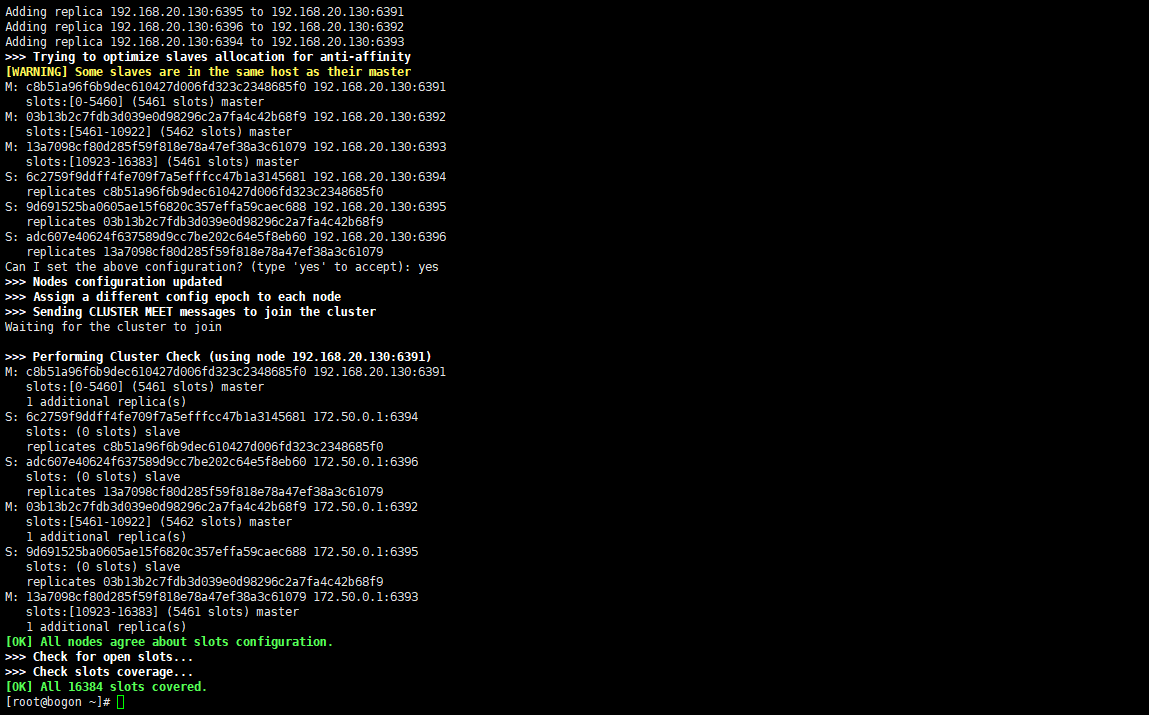 Adding replica 192.168.20.130:6395 to 192.168.20.130:6391
Adding replica 192.168.20.130:6396 to 192.168.20.130:6392
Adding replica 192.168.20.130:6394 to 192.168.20.130:6393
>>> Trying to optimize slaves allocation for anti-affinity
[WARNING] Some slaves are in the same host as their master
M: c8b51a96f6b9dec610427d006fd323c2348685f0 192.168.20.130:6391
   slots:[0-5460] (5461 slots) master
M: 03b13b2c7fdb3d039e0d98296c2a7fa4c42b68f9 192.168.20.130:6392
   slots:[5461-10922] (5462 slots) master
M: 13a7098cf80d285f59f818e78a47ef38a3c61079 192.168.20.130:6393
   slots:[10923-16383] (5461 slots) master
S: 6c2759f9ddff4fe709f7a5efffcc47b1a3145681 192.168.20.130:6394
   replicates c8b51a96f6b9dec610427d006fd323c2348685f0
S: 9d691525ba0605ae15f6820c357effa59caec688 192.168.20.130:6395
   replicates 03b13b2c7fdb3d039e0d98296c2a7fa4c42b68f9
S: adc607e40624f637589d9cc7be202c64e5f8eb60 192.168.20.130:6396
   replicates 13a7098cf80d285f59f818e78a47ef38a3c61079
Can I set the above configuration? (type 'yes' to accept): yes
>>> Nodes configuration updated
>>> Assign a different config epoch to each node
>>> Sending CLUSTER MEET messages to join the cluster
Waiting for the cluster to join
>>> Performing Cluster Check (using node 192.168.20.130:6391)
M: c8b51a96f6b9dec610427d006fd323c2348685f0 192.168.20.130:6391
   slots:[0-5460] (5461 slots) master
   1 additional replica(s)
S: 6c2759f9ddff4fe709f7a5efffcc47b1a3145681 172.50.0.1:6394
   slots: (0 slots) slave
   replicates c8b51a96f6b9dec610427d006fd323c2348685f0
S: adc607e40624f637589d9cc7be202c64e5f8eb60 172.50.0.1:6396
   slots: (0 slots) slave
   replicates 13a7098cf80d285f59f818e78a47ef38a3c61079
M: 03b13b2c7fdb3d039e0d98296c2a7fa4c42b68f9 172.50.0.1:6392
   slots:[5461-10922] (5462 slots) master
   1 additional replica(s)
S: 9d691525ba0605ae15f6820c357effa59caec688 172.50.0.1:6395
   slots: (0 slots) slave
   replicates 03b13b2c7fdb3d039e0d98296c2a7fa4c42b68f9
M: 13a7098cf80d285f59f818e78a47ef38a3c61079 172.50.0.1:6393
   slots:[10923-16383] (5461 slots) master
   1 additional replica(s)
[OK] All nodes agree about slots configuration.
>>> Check for open slots...
>>> Check slots coverage...
[OK] All 16384 slots covered.
[root@bogon ~]#